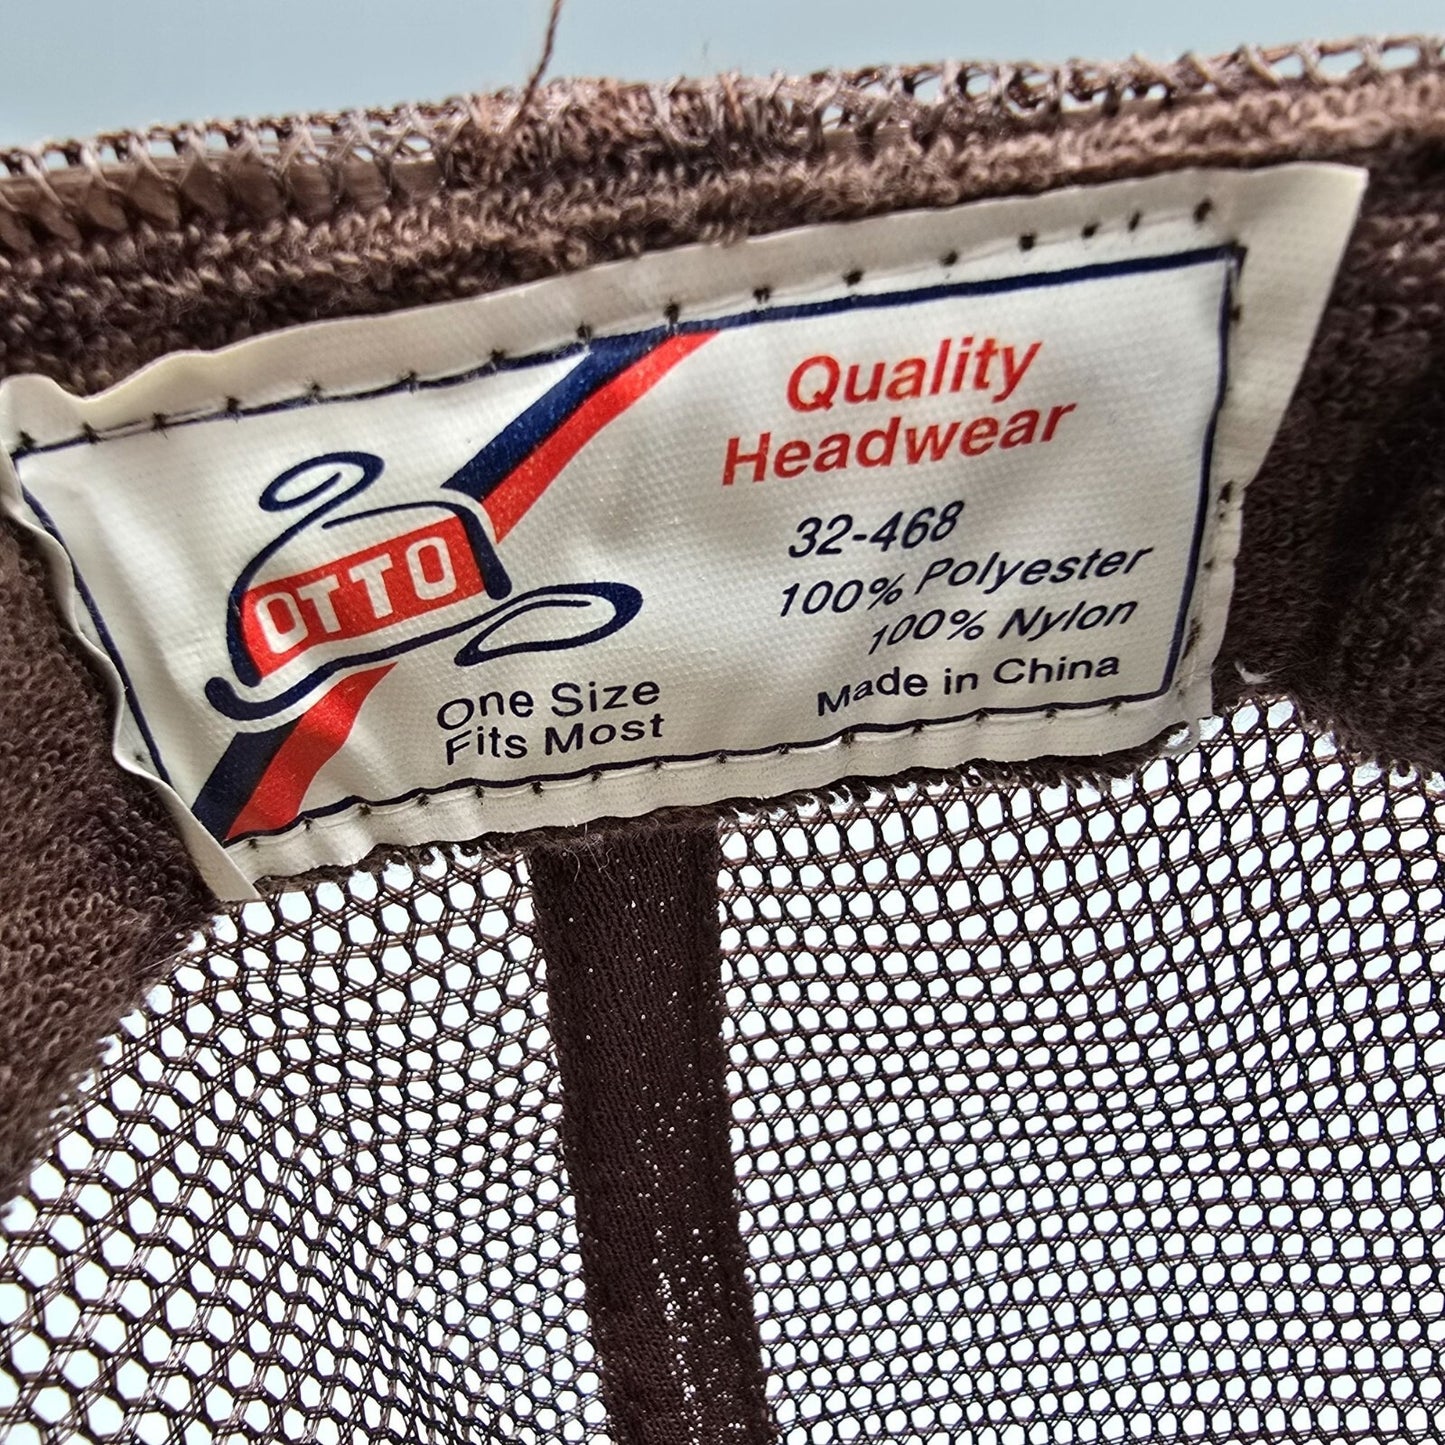 OTTO
One Size
Fits Most
Quality
Headwear
32-468
100% Polyester
100% Nylon
Made in China